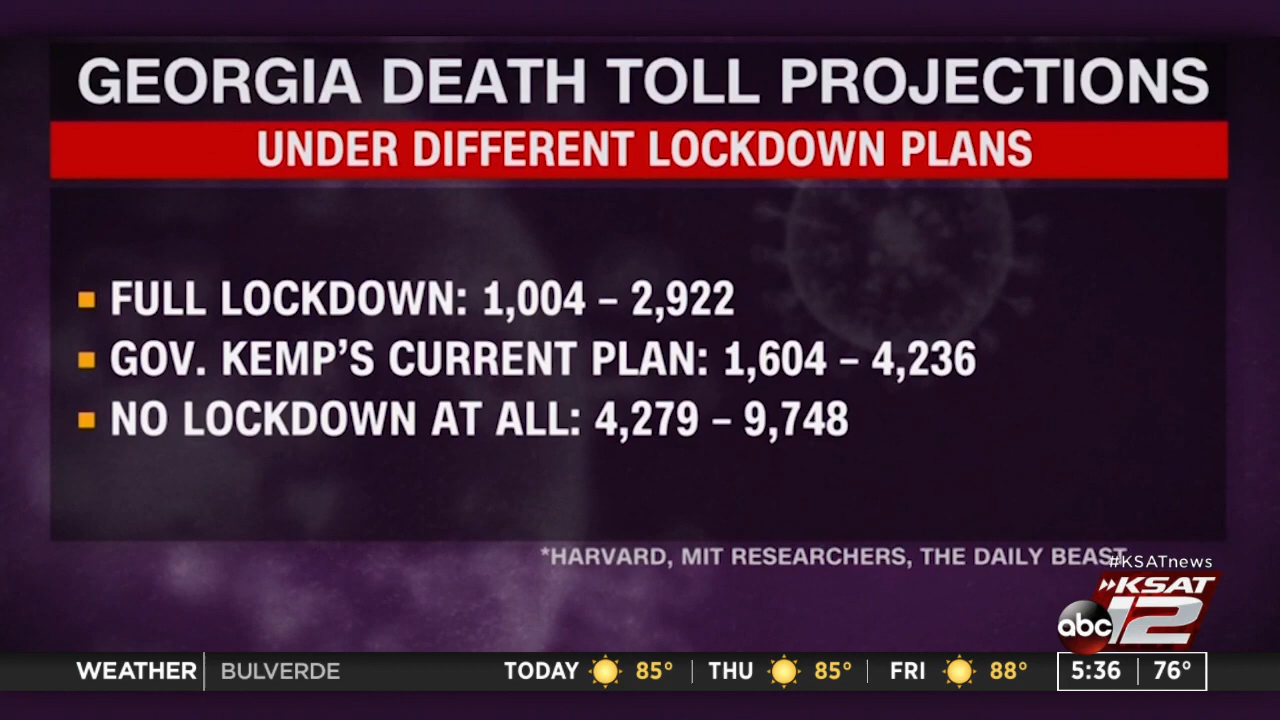 GEORGIA DEATH TOLL PROJECTIONS
UNDER DIFFERENT LOCKDOWN PLANS
FULL LOCKDOWN: 1,004 – 2,922
GOV. KEMP'S CURRENT PLAN: 1,604 – 4,236
NO LOCKDOWN AT ALL: 4,279 – 9,748
*HARVARD, MIT RESEARCHERS, THE DAILY BEAST
#KSATnews
KSAT
abc 12
WEATHER BULVERDE TODAY 85° THU 85° FRI 88° 5:36 76°